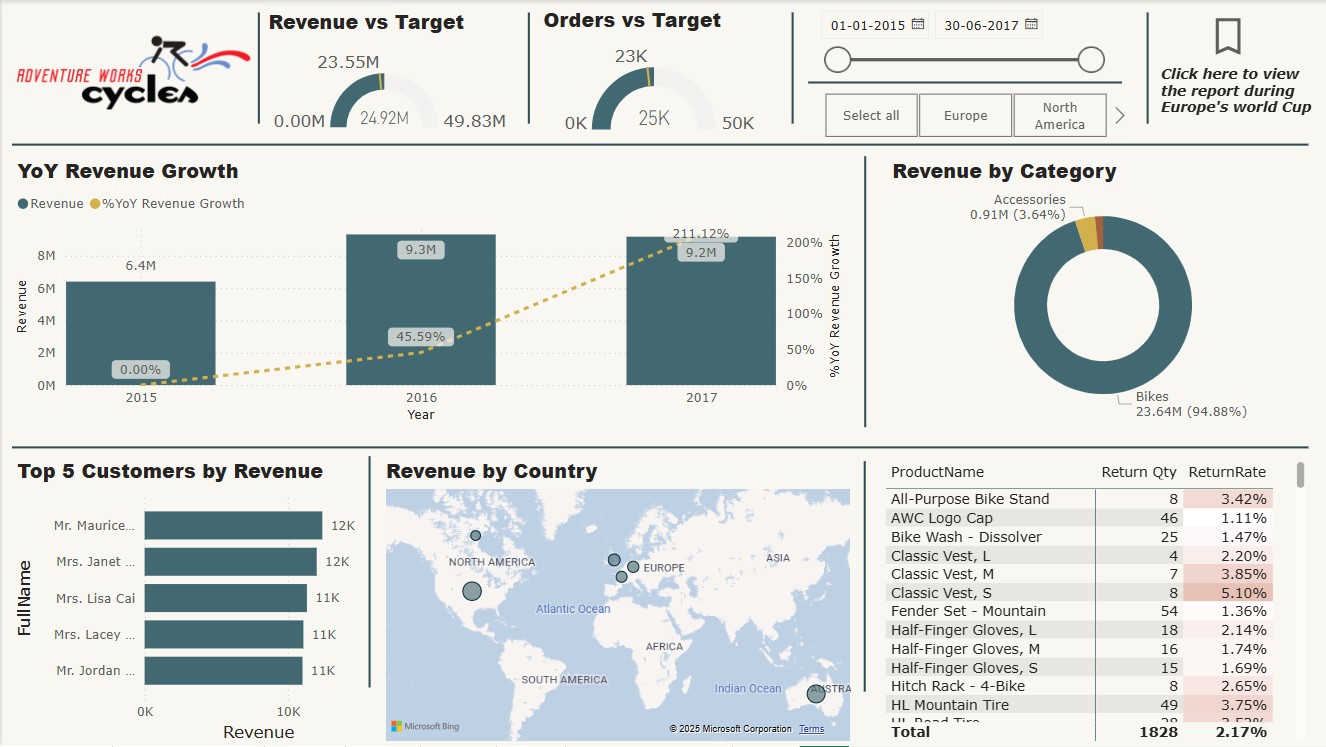 ADVENTURE WORKS
cycles
Revenue vs Target
23.55M
0.00M
24.92M
49.83M
Orders vs Target
23K
0K
25K
50K
01-01-2015
30-06-2017
Select all
Europe
North
America
Click here to view
the report during
Europe's world Cup
YoY Revenue Growth
Revenue
%YoY Revenue Growth
Revenue
8M
6M
4M
2M
0M
6.4M
0.00%
9.3M
45.59%
211.12%
9.2M
200%
150%
100%
50%
0%
%YoY Revenue Growth
2015
2016
2017
Year
Revenue by Category
Accessories
0.91M (3.64%)
Bikes
23.64M (94.88%)
Top 5 Customers by Revenue
FullName
Mr. Maurice...
12K
Mrs. Janet ...
12K
Mrs. Lisa Cai
11K
Mrs. Lacey ...
11K
Mr. Jordan ...
11K
0K
10K
Revenue
Revenue by Country
NORTH AMERICA
EUROPE
ASIA
Atlantic Ocean
AFRICA
SOUTH AMERICA
Indian Ocean
AUSTRA
Microsoft Bing
© 2025 Microsoft Corporation Terms
ProductName Return Qty ReturnRate
All-Purpose Bike Stand 8 3.42%
AWC Logo Cap 46 1.11%
Bike Wash - Dissolver 25 1.47%
Classic Vest, L 4 2.20%
Classic Vest, M 7 3.85%
Classic Vest, S 8 5.10%
Fender Set - Mountain 54 1.36%
Half-Finger Gloves, L 18 2.14%
Half-Finger Gloves, M 16 1.74%
Half-Finger Gloves, S 15 1.69%
Hitch Rack - 4-Bike 8 2.65%
HL Mountain Tire 49 3.75%
HL Road Tire
Total 1828 2.17%